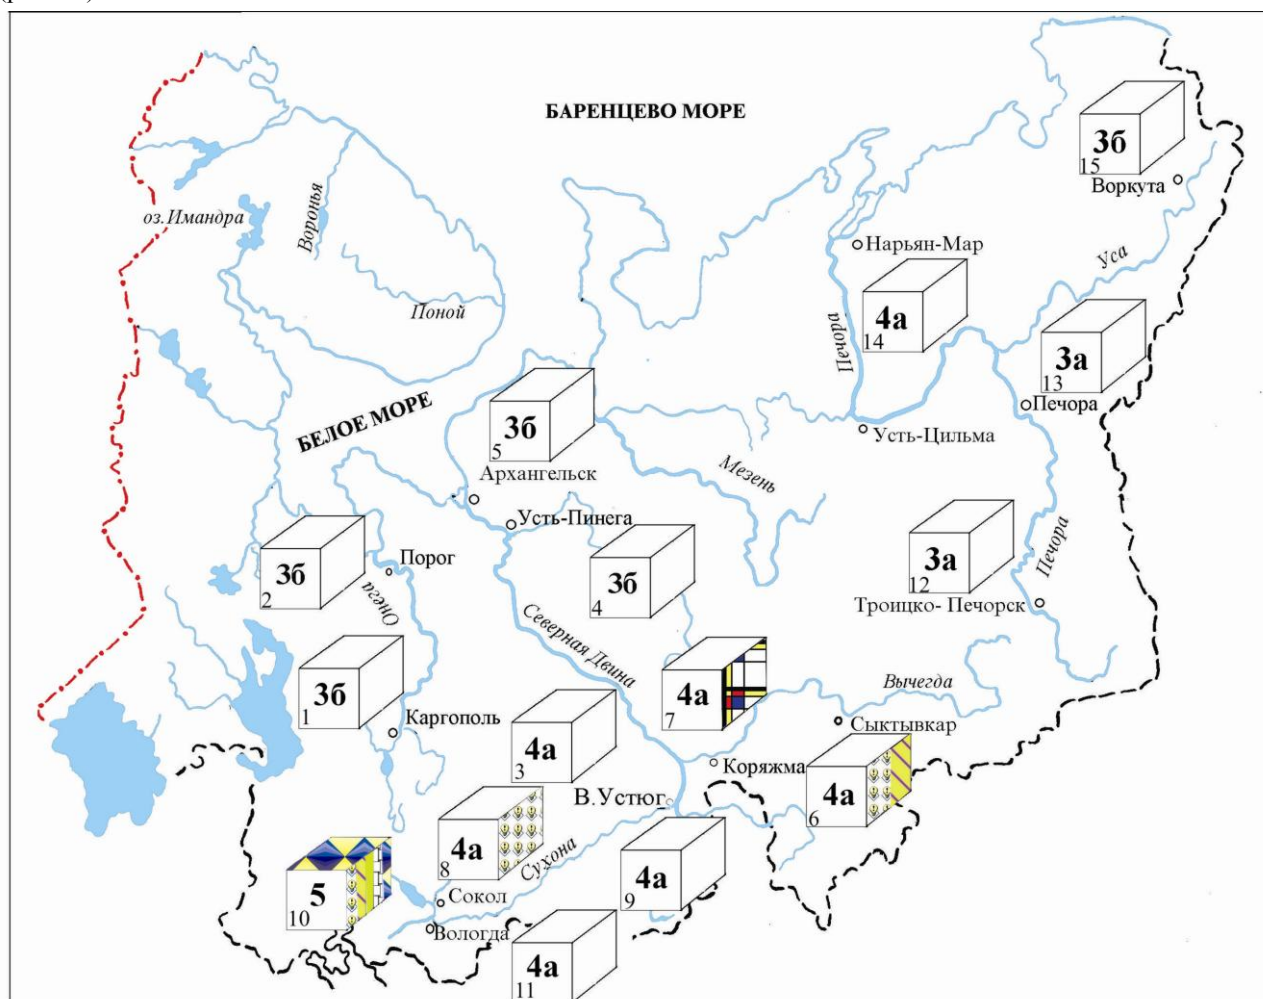 БАРЕНЦЕВО МОРЕ
3б
15
Воркута
оз.Имандра
Воронья
Нарьян-Мар
Уса
Поной
4а
14
Печора
3а
13
Печора
БЕЛОЕ МОРЕ
3б
5
Архангельск
Усть-Цильма
Мезень
Усть-Пинега
3б
2
Порог
Онега
3б
4
3а
12
Печора
Троицко- Печорск
Северная Двина
3б
1
Каргополь
4а
7
Вычегда
Сыктывкар
4а
3
Коряжма
4а
6
В.Устюг
4а
8
Сухона
4а
9
5
10
Сокол
Вологда
4а
11